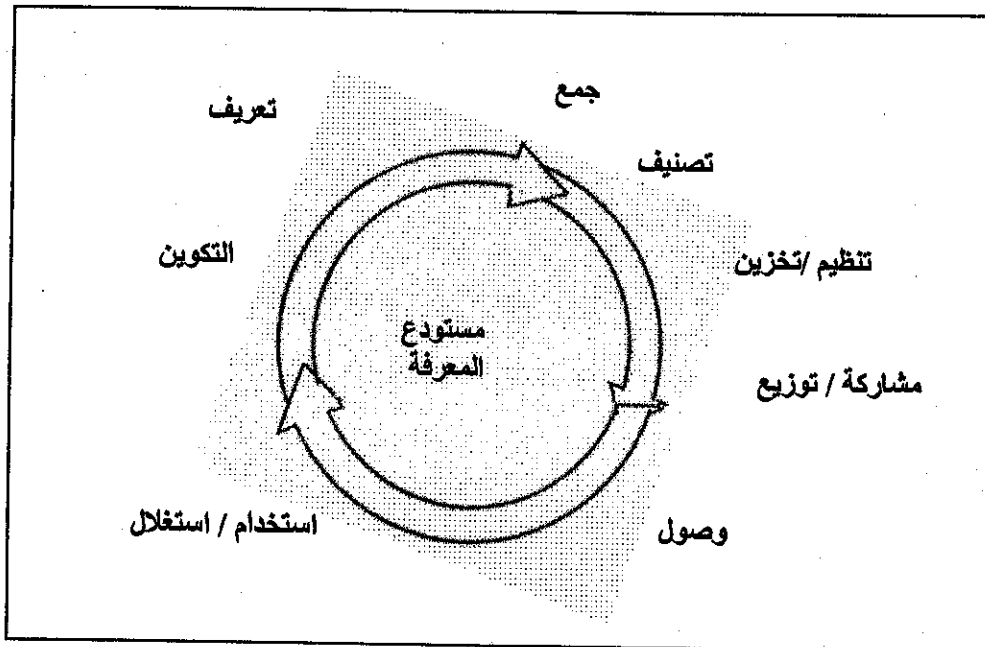 جمع
تعريف
تصنيف
التكوين
تنظيم /تخزين
مستودع
المعرفة
مشاركة / توزيع
استخدام / استغلال
وصول